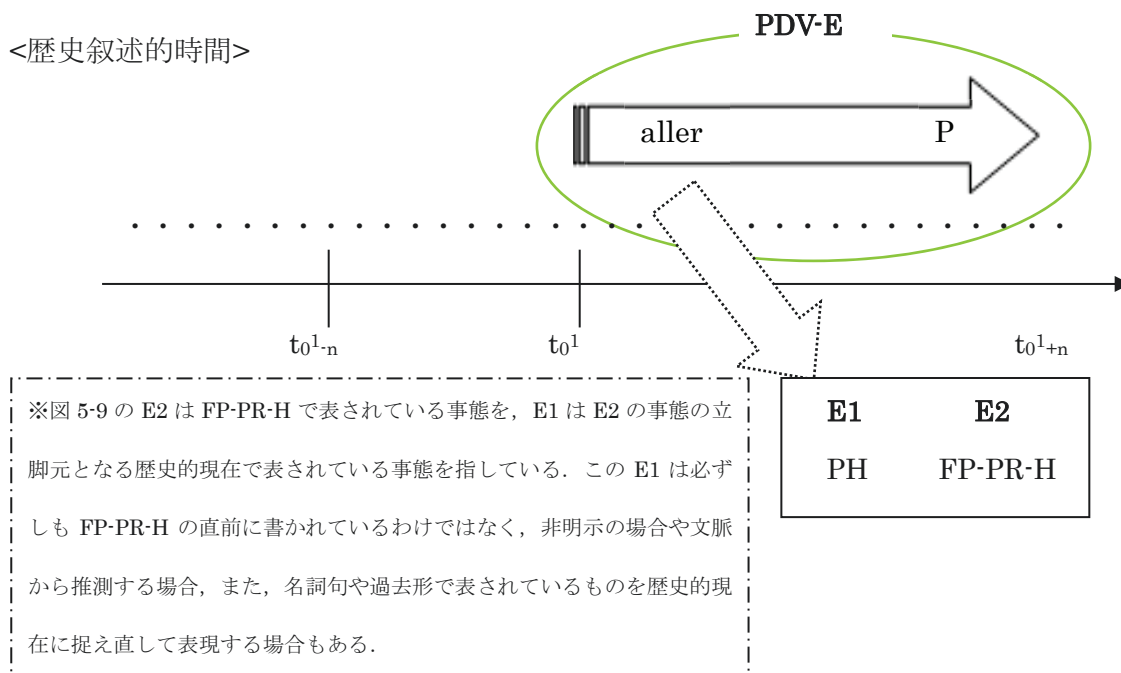 PDV-E
<歴史叙述的時間>
aller P
t₀¹₋ₙ t₀¹ t₀¹₊ₙ
※図 5-9 の E2 は FP-PR-H で表されている事態を，E1 は E2 の事態の立
脚元となる歴史的現在で表されている事態を指している．この E1 は必ず
しも FP-PR-H の直前に書かれているわけではなく，非明示の場合や文脈
から推測する場合，また，名詞句や過去形で表されているものを歴史的現
在に捉え直して表現する場合もある．
E1 E2
PH FP-PR-H